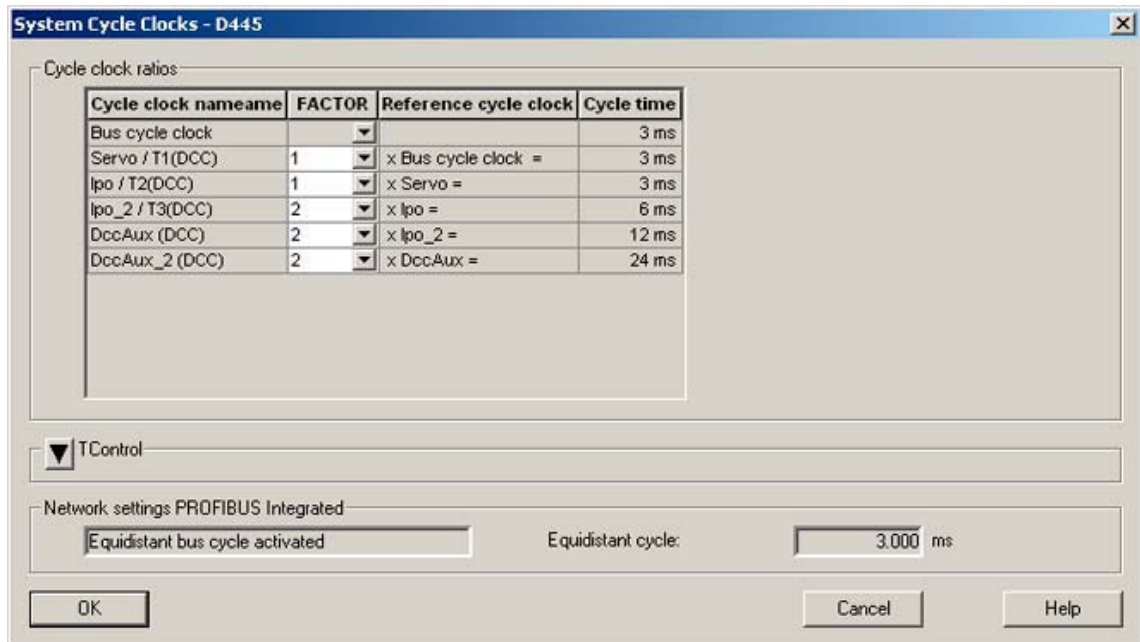 System Cycle Clocks - D445
Cycle clock ratios
Cycle clock nameame FACTOR Reference cycle clock Cycle time
Bus cycle clock 3 ms
Servo / T1(DCC) 1 x Bus cycle clock = 3 ms
Ipo / T2(DCC) 1 x Servo = 3 ms
Ipo_2 / T3(DCC) 2 x Ipo = 6 ms
DccAux (DCC) 2 x Ipo_2 = 12 ms
DccAux_2 (DCC) 2 x DccAux = 24 ms
TControl
Network settings PROFIBUS Integrated
Equidistant bus cycle activated Equidistant cycle: 3.000 ms
OK Cancel Help